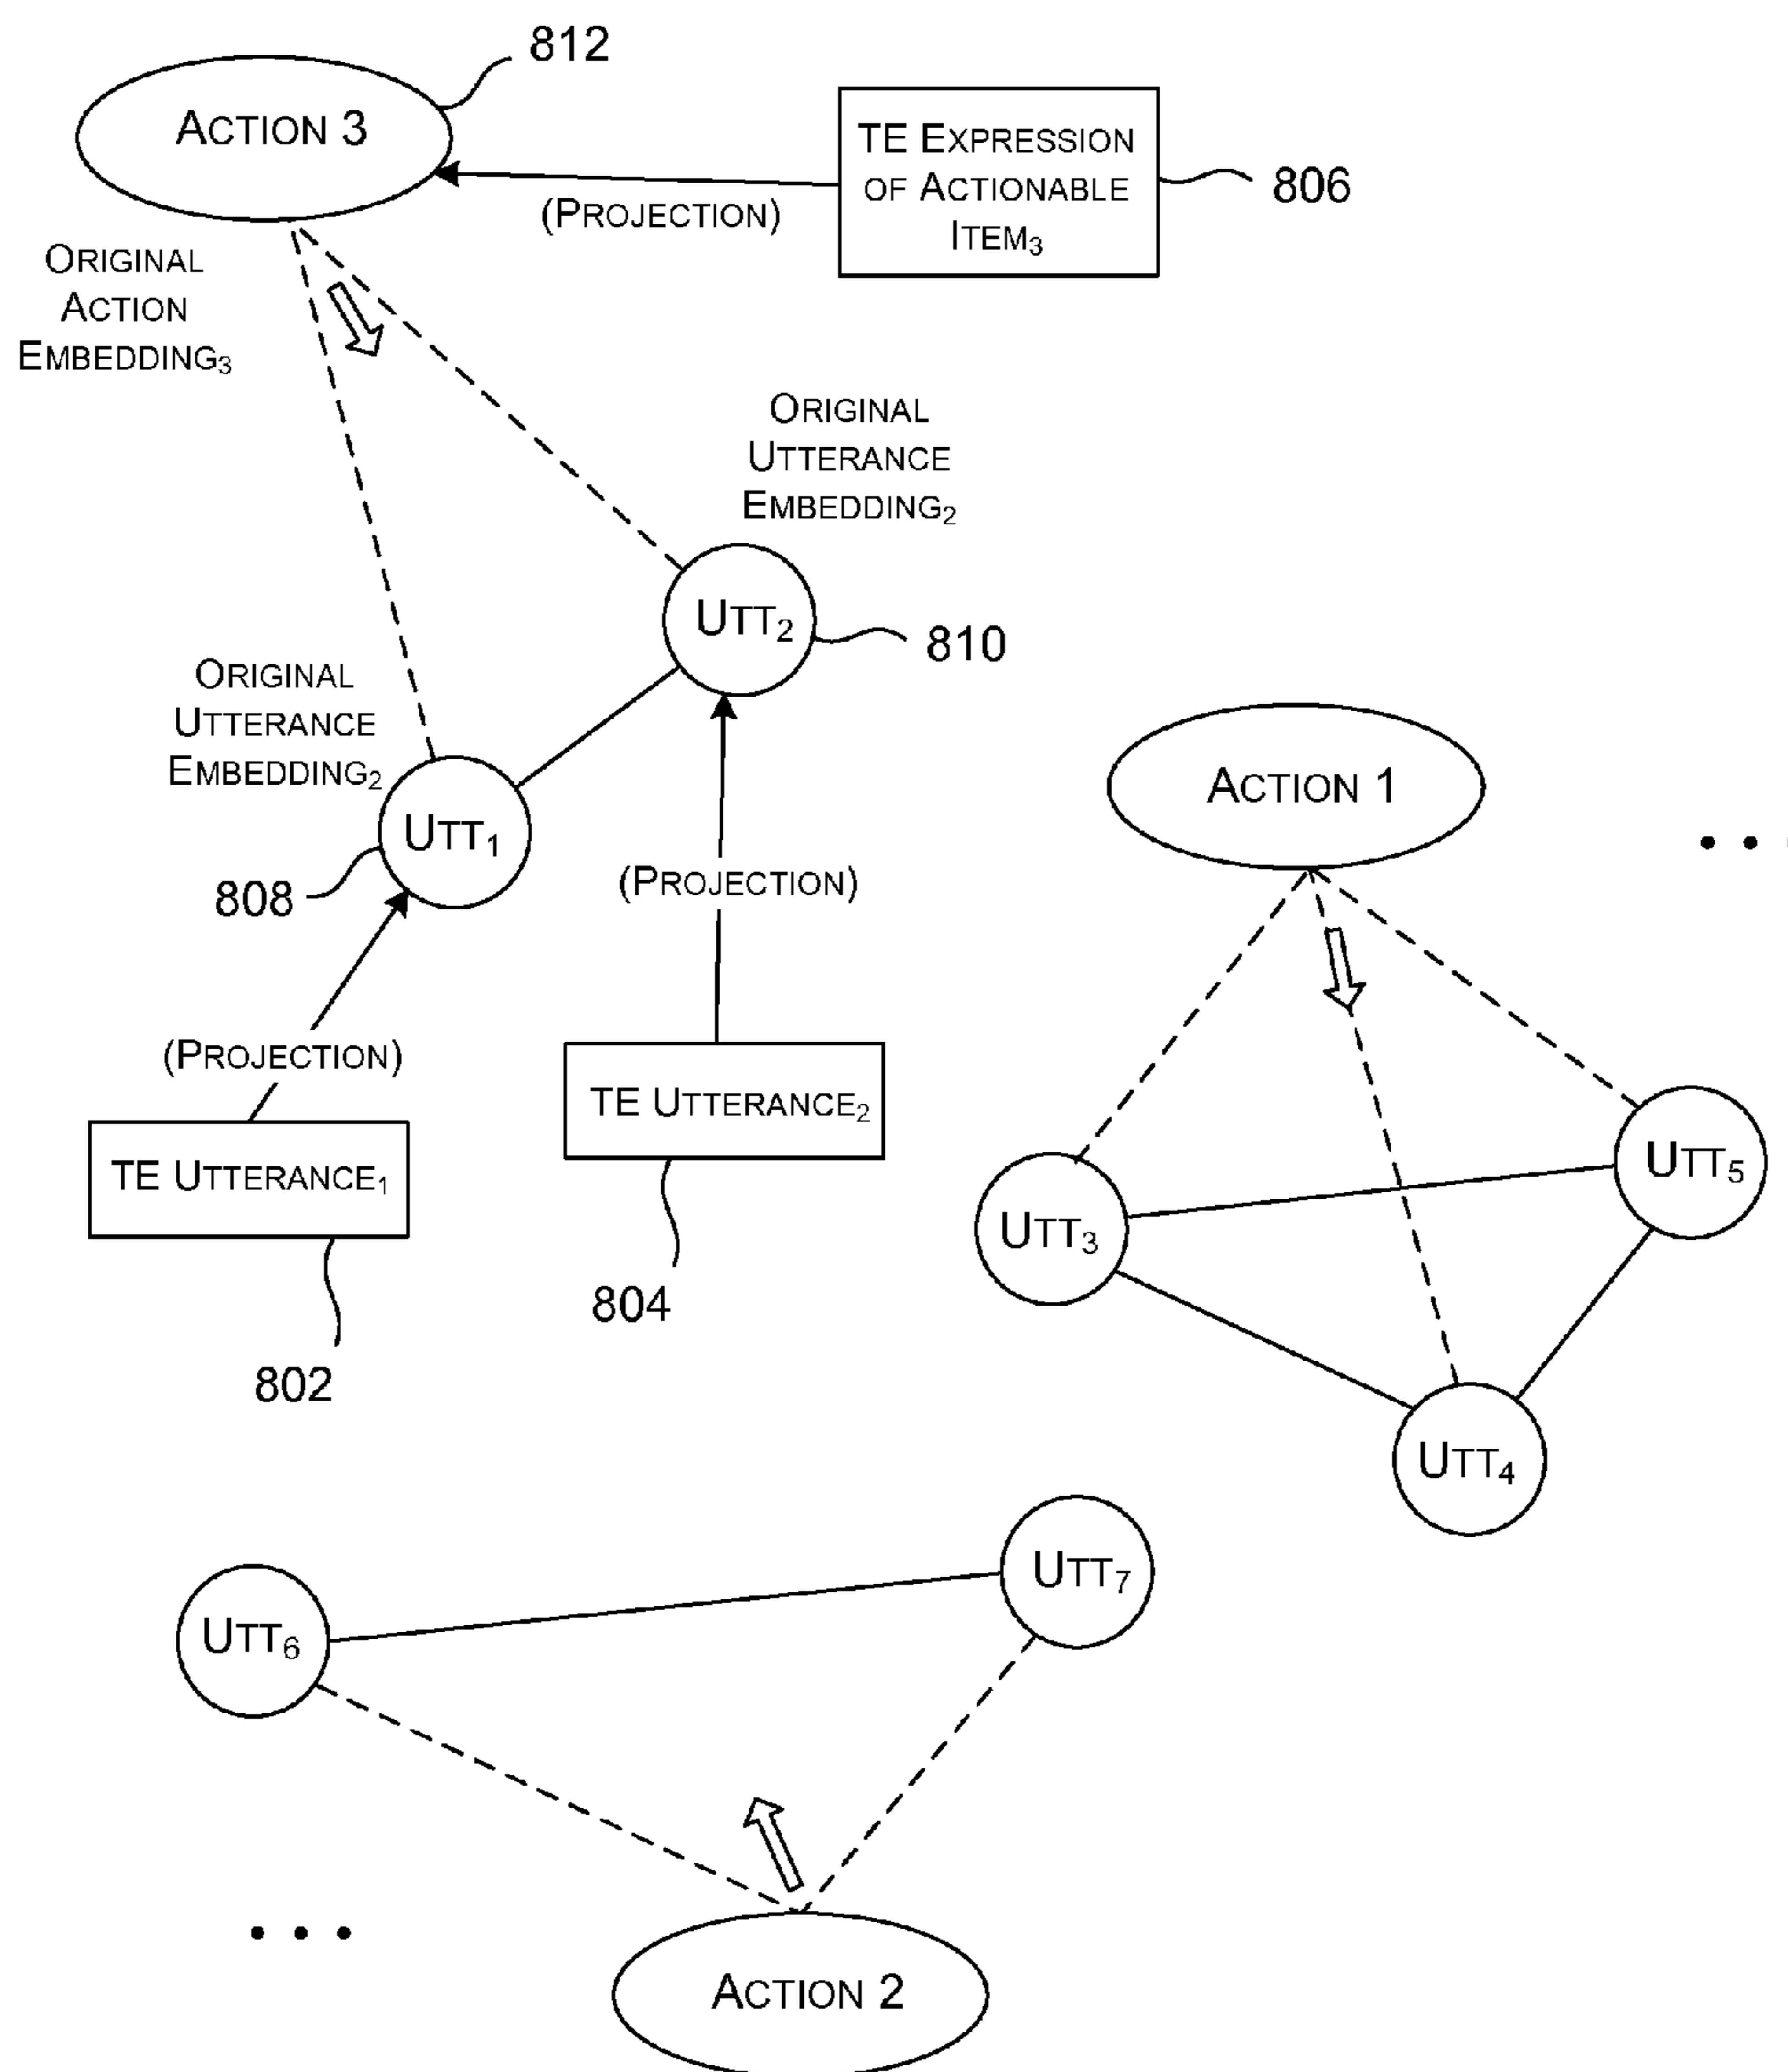 812
ACTION 3
TE EXPRESSION
OF ACTIONABLE
ITEM₃
806
(PROJECTION)
ORIGINAL
ACTION
EMBEDDING₃
ORIGINAL
UTTERANCE
EMBEDDING₂
UTT₂
810
ORIGINAL
UTTERANCE
EMBEDDING₂
UTT₁
808
(PROJECTION)
ACTION 1
• •
(PROJECTION)
TE UTTERANCE₂
TE UTTERANCE₁
804
802
UTT₅
UTT₃
UTT₄
UTT₇
UTT₆
• • •
ACTION 2